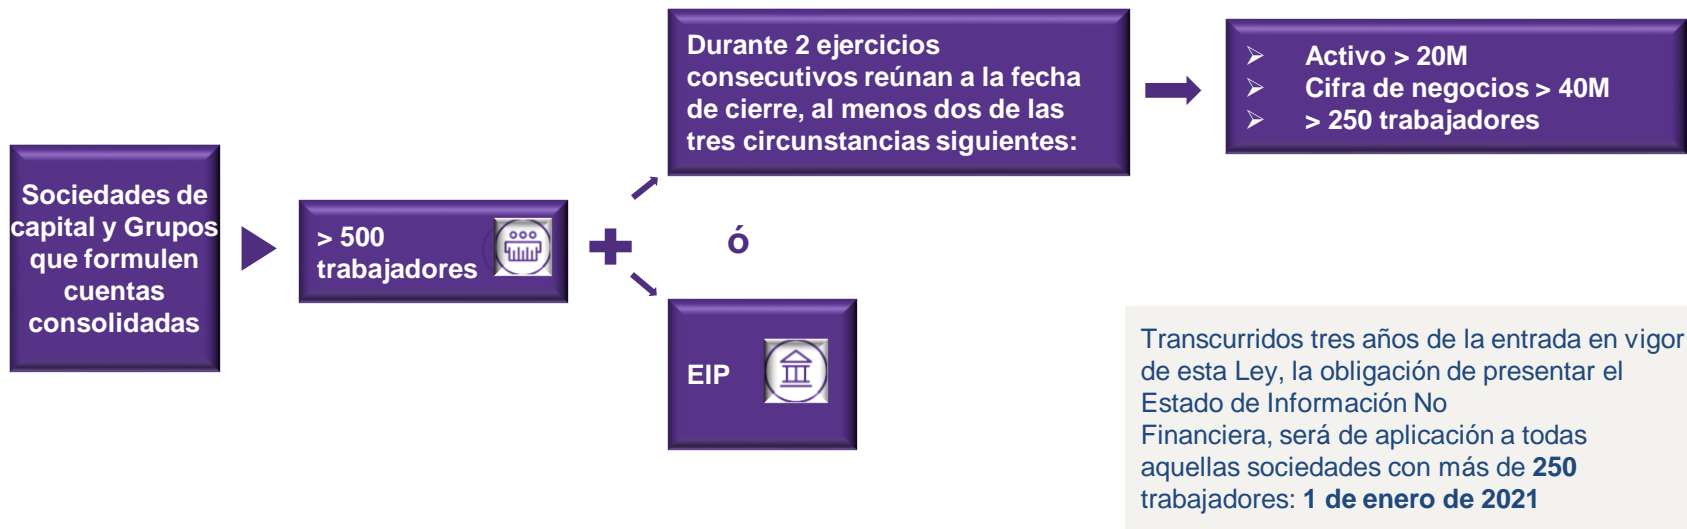 Sociedades de
capital y Grupos
que formulen
cuentas
consolidadas
> 500
trabajadores
Durante 2 ejercicios
consecutivos reúnan a la fecha
de cierre, al menos dos de las
tres circunstancias siguientes:
ó
EIP
➢ Activo > 20M
➢ Cifra de negocios > 40M
➢ > 250 trabajadores
Transcurridos tres años de la entrada en vigor
de esta Ley, la obligación de presentar el
Estado de Información No
Financiera, será de aplicación a todas
aquellas sociedades con más de 250
trabajadores: 1 de enero de 2021